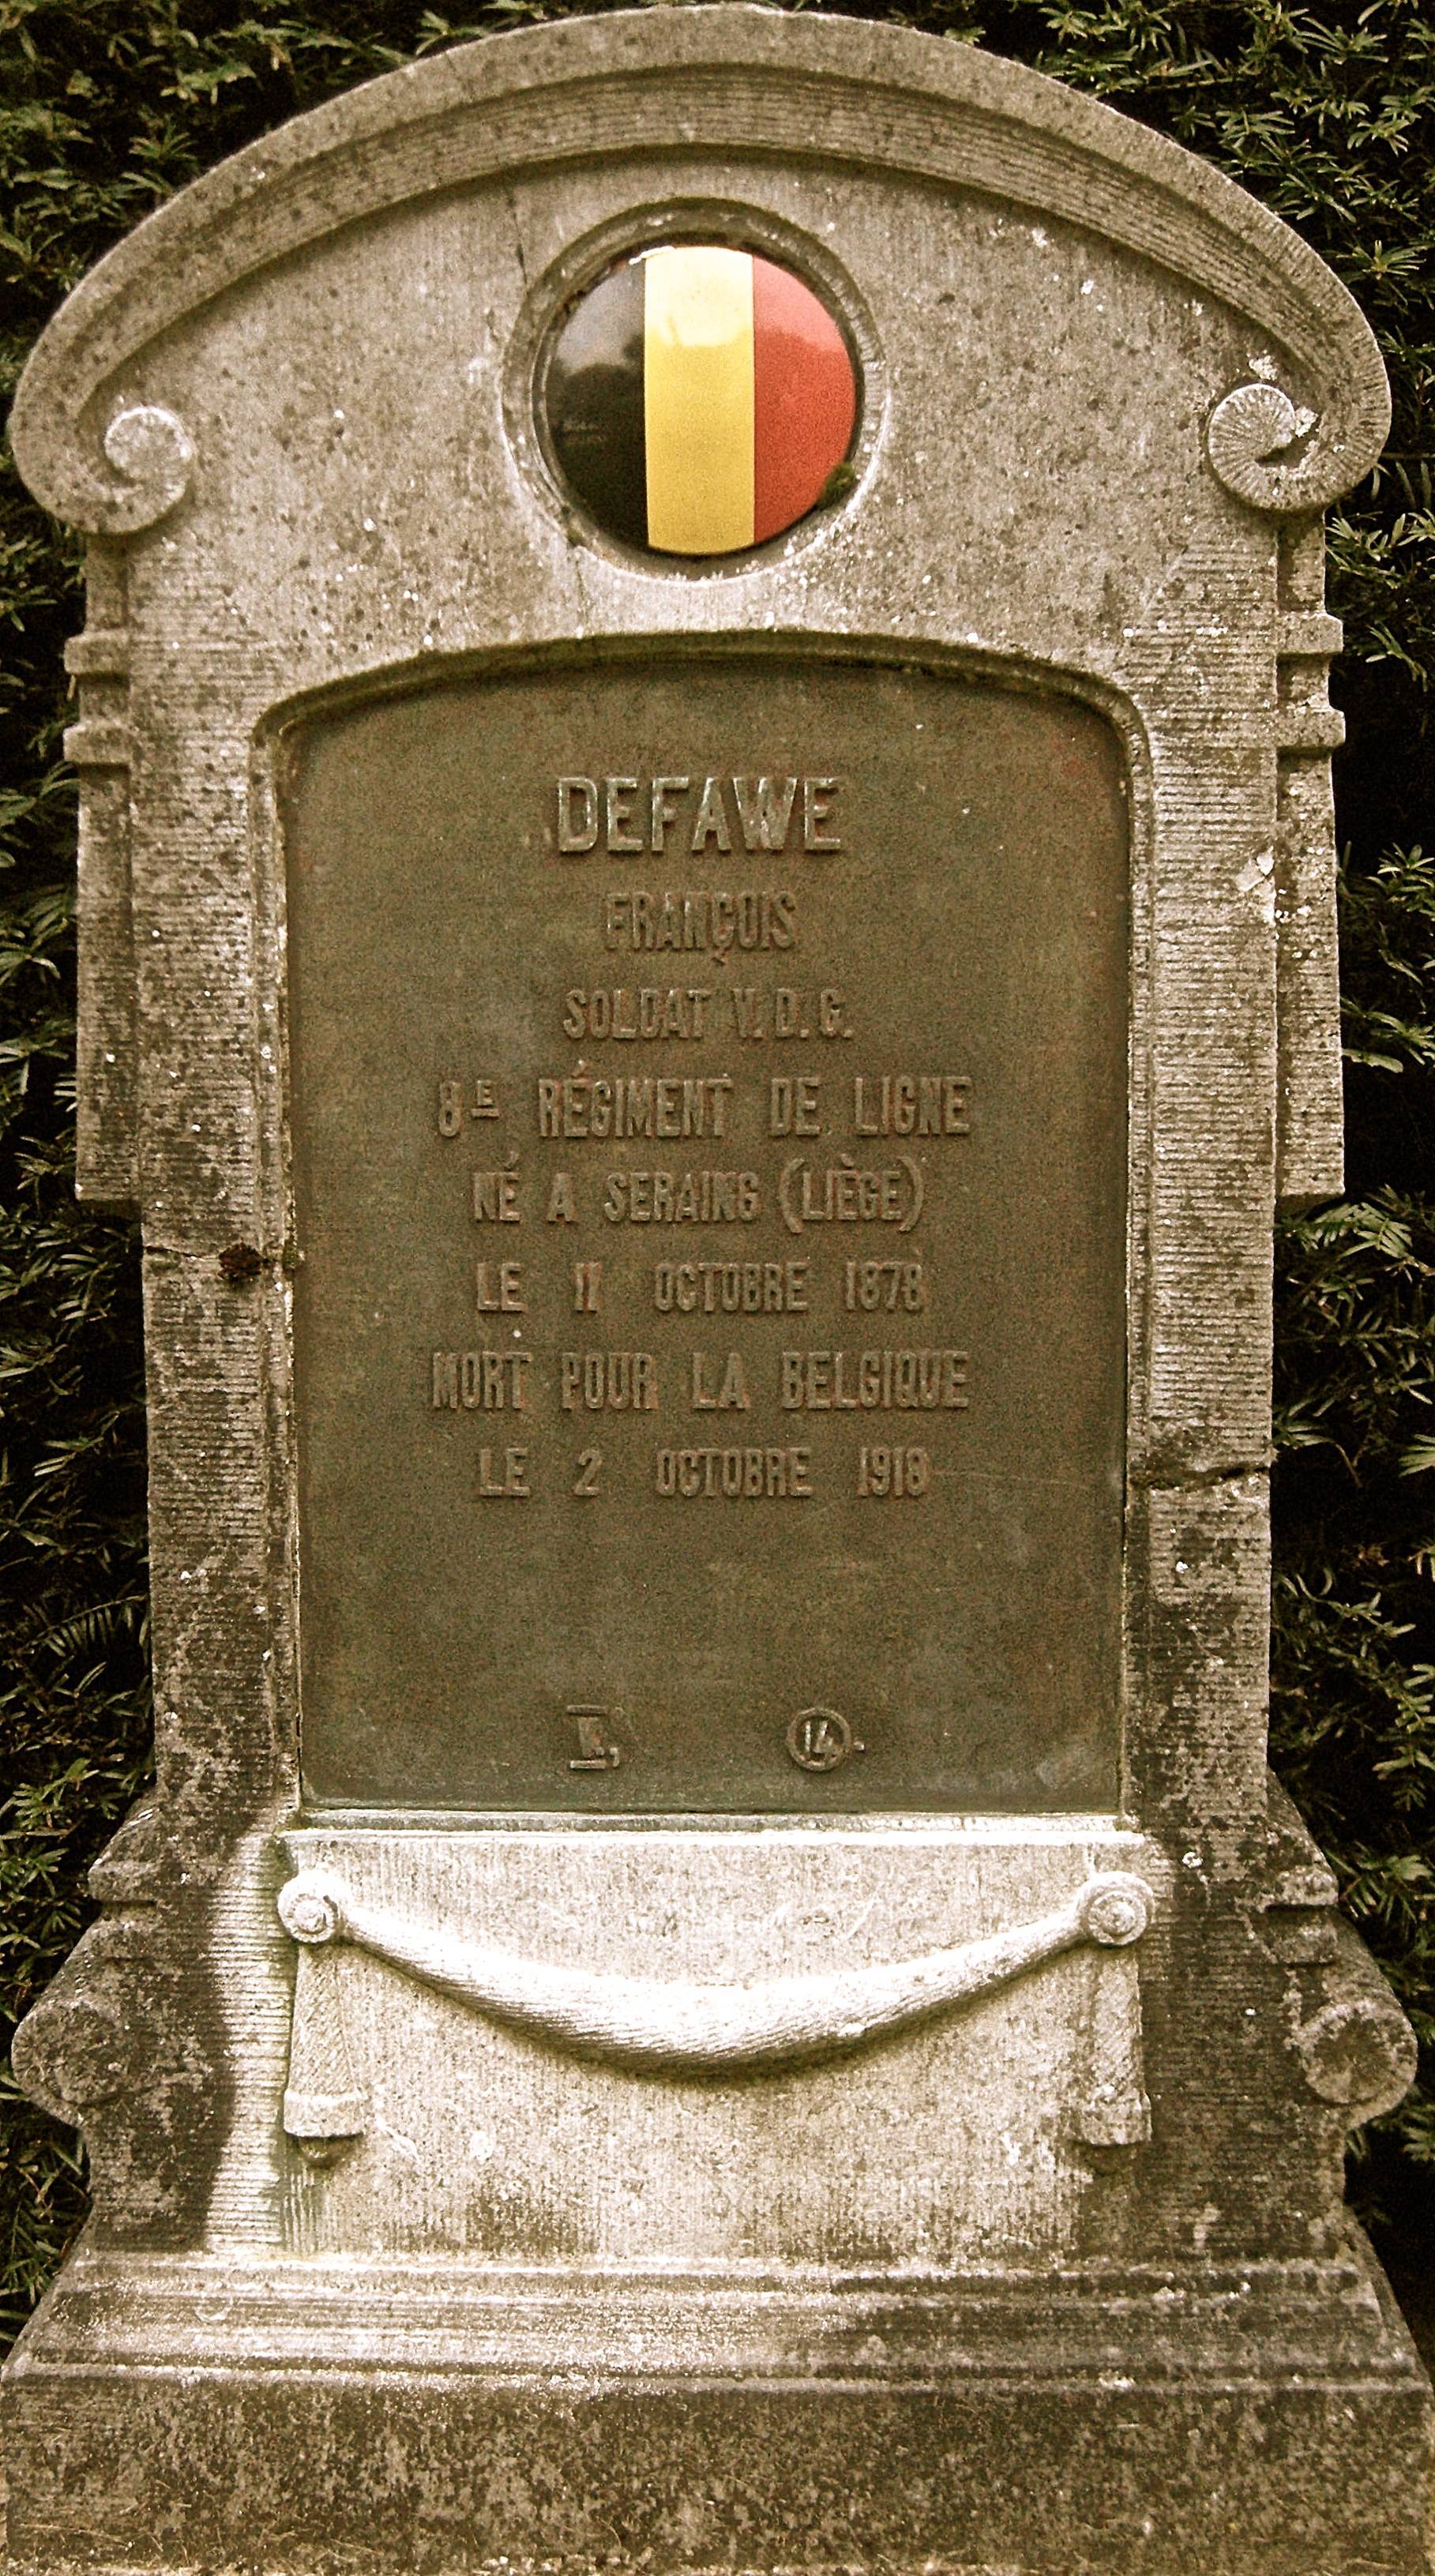 DEFAWE
FRANÇOIS
SOLDAT V.D.G.
8E RÉGIMENT DE LIGNE
NÉ A SERAING (LIÈGE)
LE 11 OCTOBRE 1878
MORT POUR LA BELGIQUE
LE 2 OCTOBRE 1918
14